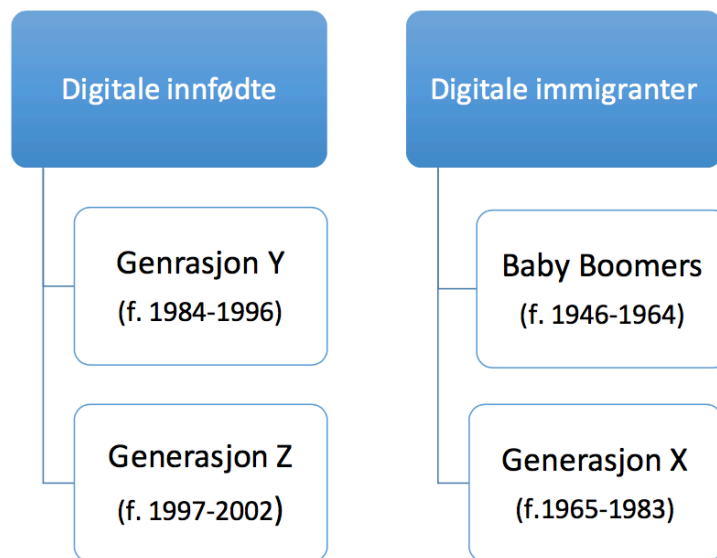 Digitale innfødte
Genrasjon Y
(f. 1984-1996)
Generasjon Z
(f. 1997-2002)
Digitale immigranter
Baby Boomers
(f. 1946-1964)
Generasjon X
(f.1965-1983)